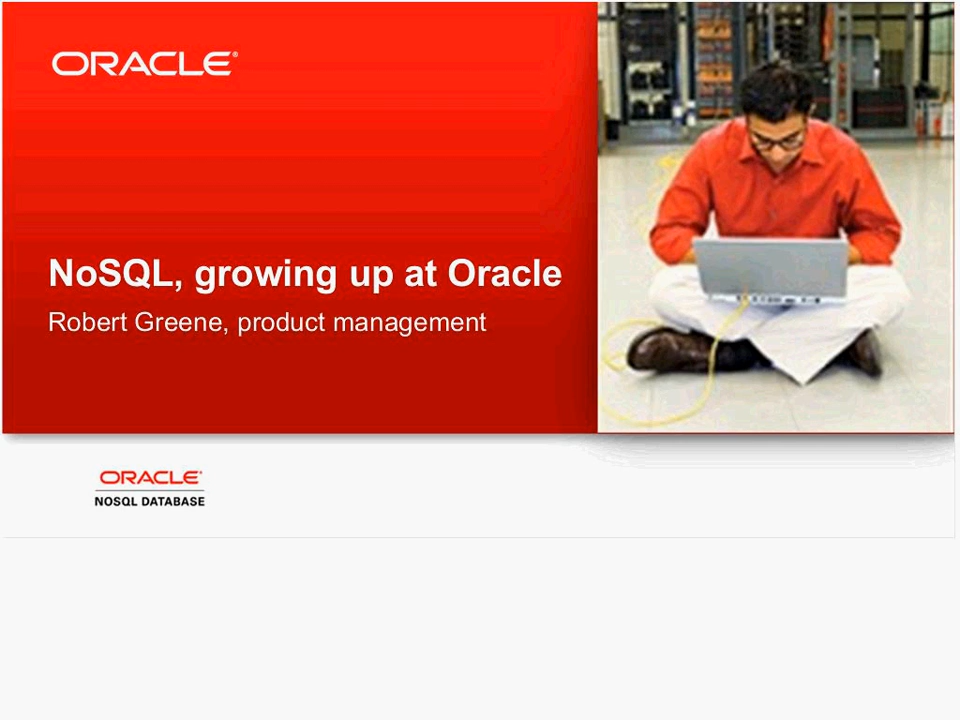 ORACLE®
NoSQL, growing up at Oracle
Robert Greene, product management
ORACLE®
NOSQL DATABASE